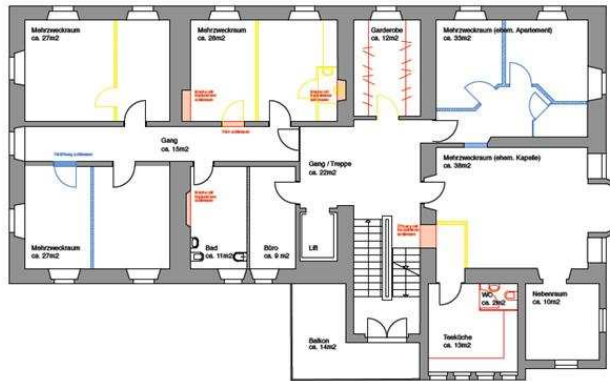 Mehrzweckraum
ca. 27m2
Mehrzweckraum
ca. 28m2
Garderobe
ca. 12m2
Mehrzweckraum (ehem. Apartement)
ca. 33m2
Gang
ca. 15m2
Gang / Treppe
ca. 22m2
Mehrzweckraum (ehem. Kapelle)
ca. 38m2
Mehrzweckraum
ca. 27m2
Bad
ca. 11m2
Büro
ca. 9 m2
Lift
WC
ca. 2m2
Nebenraum
ca. 10m2
Balkon
ca. 14m2
Teeküche
ca. 13m2